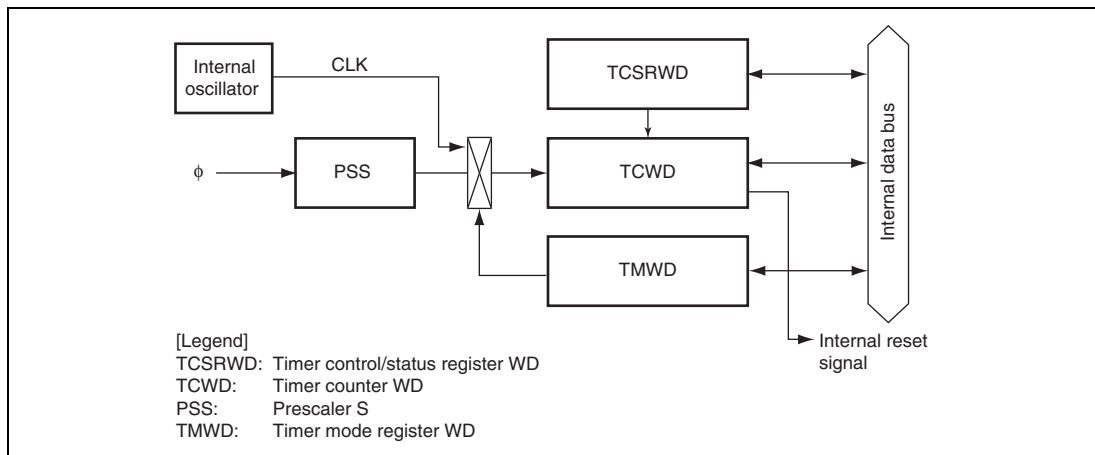 Internal
oscillator
CLK
TCSRWD
φ
PSS
TCWD
TMWD
Internal data bus
Internal reset
signal
[Legend]
TCSRWD: Timer control/status register WD
TCWD: Timer counter WD
PSS: Prescaler S
TMWD: Timer mode register WD